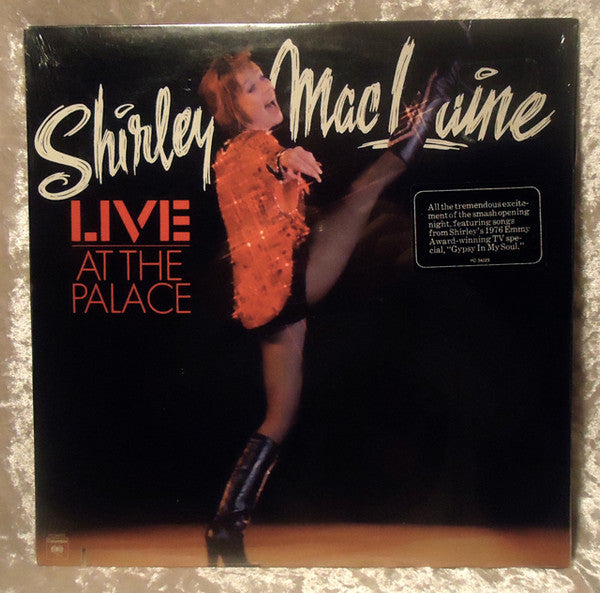 Shirley MacLaine
LIVE
AT THE
PALACE
All the tremendous excite-
ment of the smash opening
night, featuring songs
from Shirley's 1976 Emmy
Award-winning TV spe-
cial, "Gypsy In My Soul."